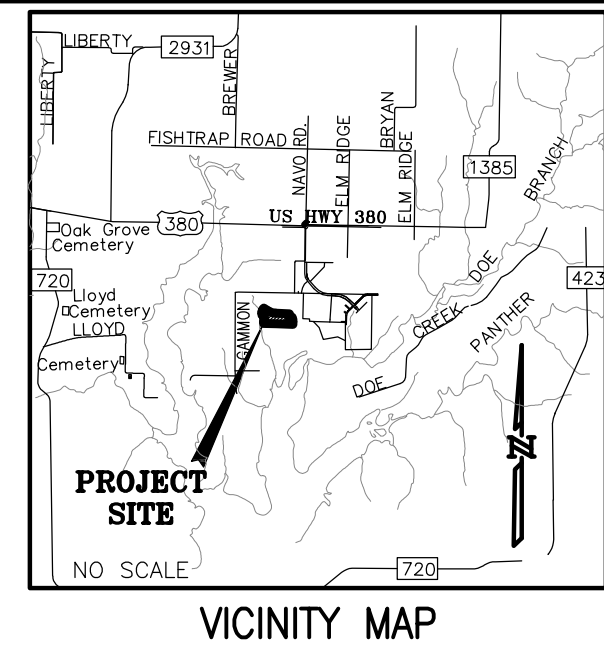 LIBERTY
2931
LIBERTY
BREWER
FISHTRAP ROAD
NAVO RD.
ELM RIDGE
BRYAN
ELM RIDGE
1385
BRANCH
US HWY 380
380
Oak Grove
Cemetery
DOE
720
423
Lloyd
Cemetery
LLOYD
GAMMON
CREEK
PANTHER
Cemetery
DOE
N
PROJECT
SITE
NO SCALE
720
VICINITY MAP